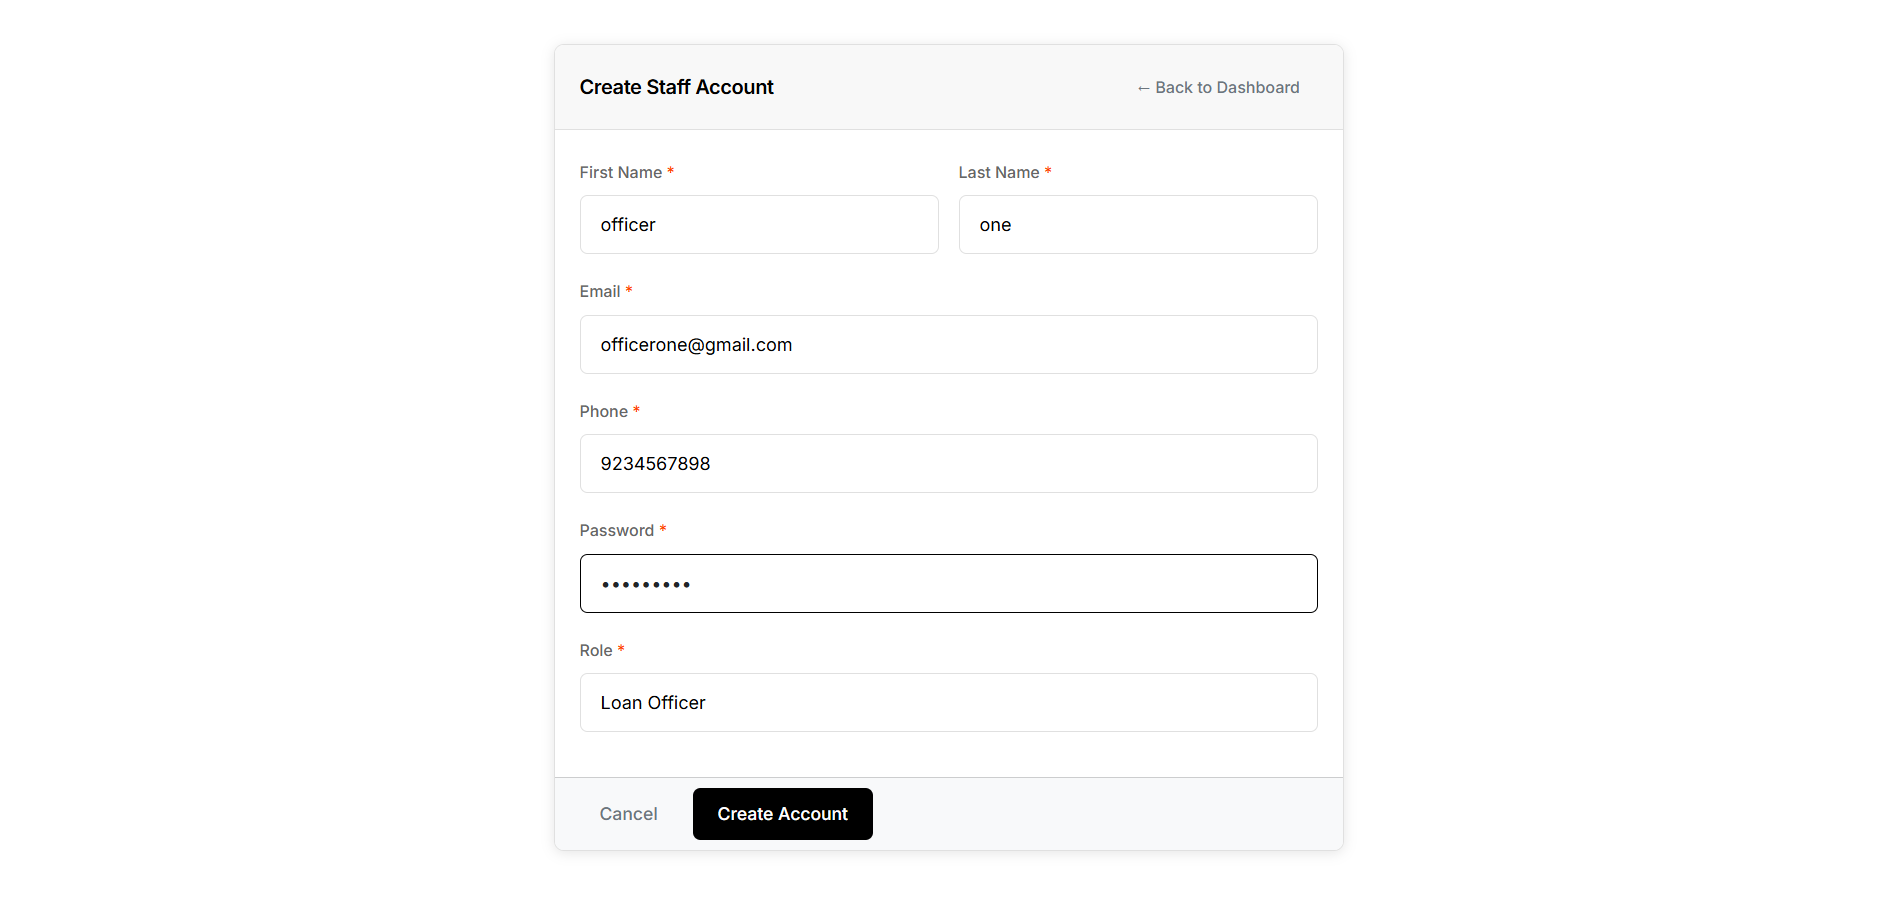 Create Staff Account
← Back to Dashboard
First Name *
Last Name *
officer
one
Email *
officerone@gmail.com
Phone *
9234567898
Password *
•••••••••
Role *
Loan Officer
Cancel
Create Account